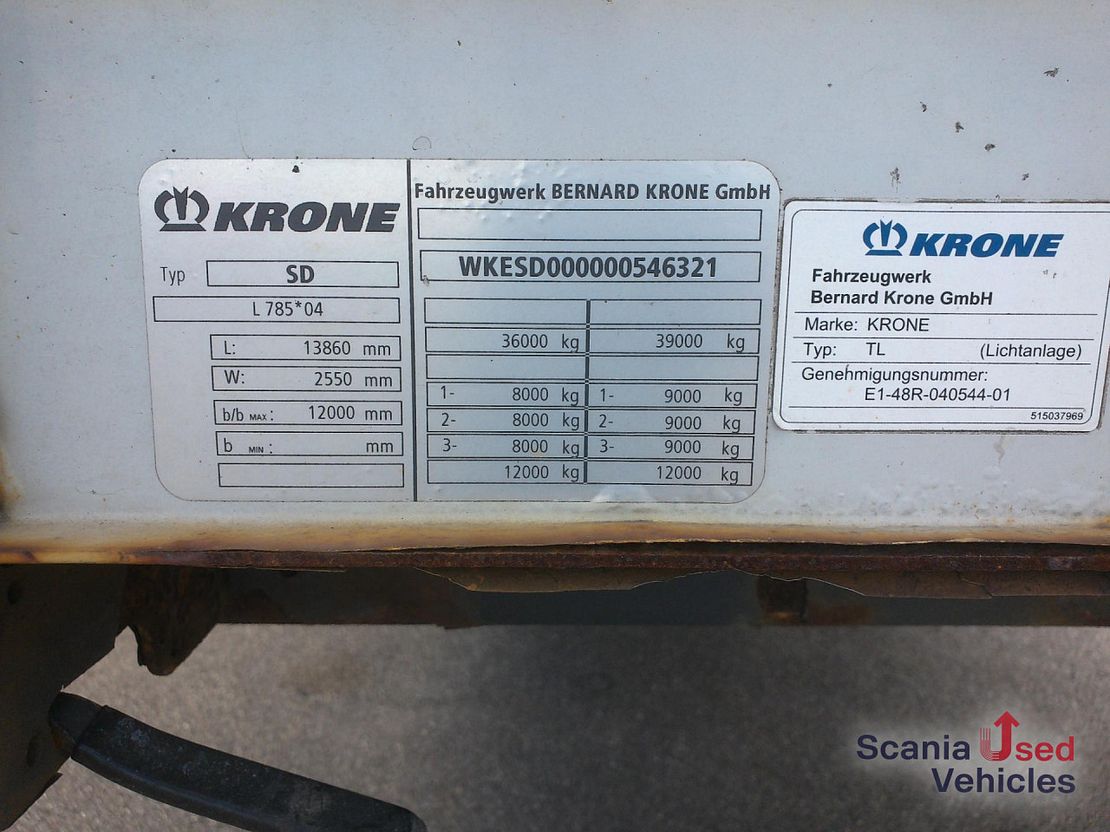 KRONE
Typ SD
L 785*04
L: 13860 mm
W: 2550 mm
b/b MAX : 12000 mm
b MIN : mm
Fahrzeugwerk BERNARD KRONE GmbH
WKESD000000546321
36000 kg 39000 kg
1- 8000 kg 1- 9000 kg
2- 8000 kg 2- 9000 kg
3- 8000 kg 3- 9000 kg
12000 kg 12000 kg
KRONE
Fahrzeugwerk
Bernard Krone GmbH
Marke: KRONE
Typ: TL (Lichtanlage)
Genehmigungsnummer:
E1-48R-040544-01
515037969
Scania Used
Vehicles